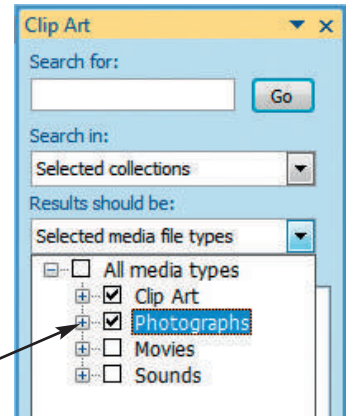 Clip Art
Search for:
Go
Search in:
Selected collections
Results should be:
Selected media file types
All media types
Clip Art
Photographs
Movies
Sounds